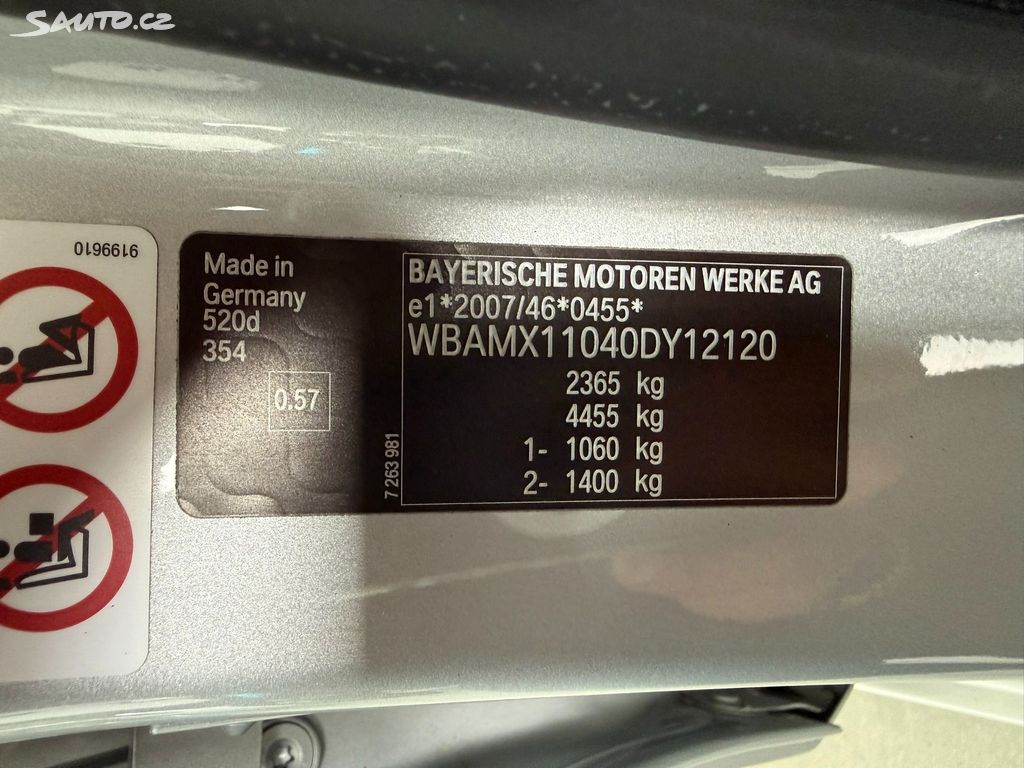 SAUTO.CZ
9199610
Made in
Germany
520d
354
0.57
7 263 981
BAYERISCHE MOTOREN WERKE AG
e1*2007/46*0455*
WBAMX11040DY12120
2365 kg
4455 kg
1- 1060 kg
2- 1400 kg